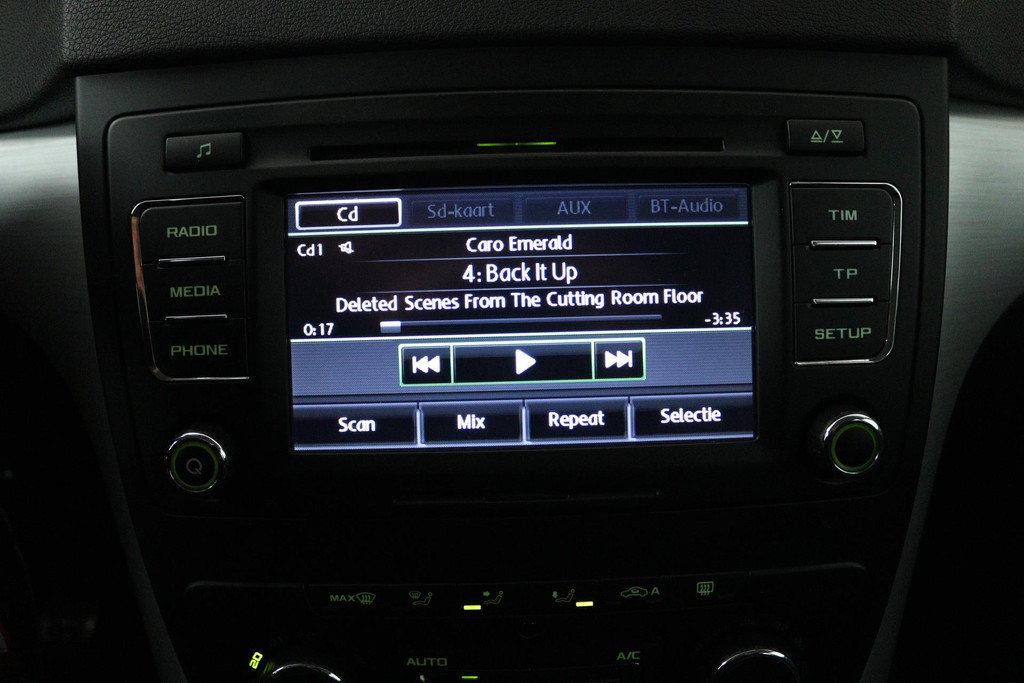 RADIO
MEDIA
PHONE
Cd Sd-kaart AUX BT-Audio
Cd1 Caro Emerald
4: Back It Up
Deleted Scenes From The Cutting Room Floor
0:17 -3:35
Scan Mix Repeat Selectie
TIM
TP
SETUP
MAX A
20 AUTO A/C